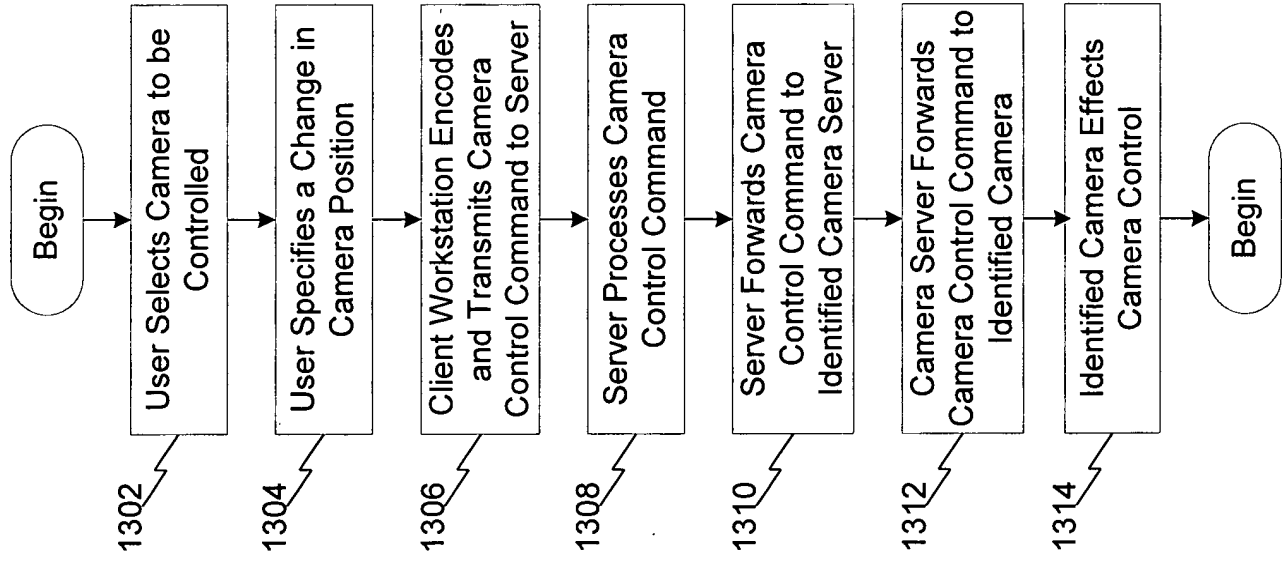 Begin
1302
User Selects Camera to be
Controlled
1304
User Specifies a Change in
Camera Position
1306
Client Workstation Encodes
and Transmits Camera
Control Command to Server
1308
Server Processes Camera
Control Command
1310
Server Forwards Camera
Control Command to
Identified Camera Server
1312
Camera Server Forwards
Camera Control Command to
Identified Camera
1314
Identified Camera Effects
Camera Control
Begin